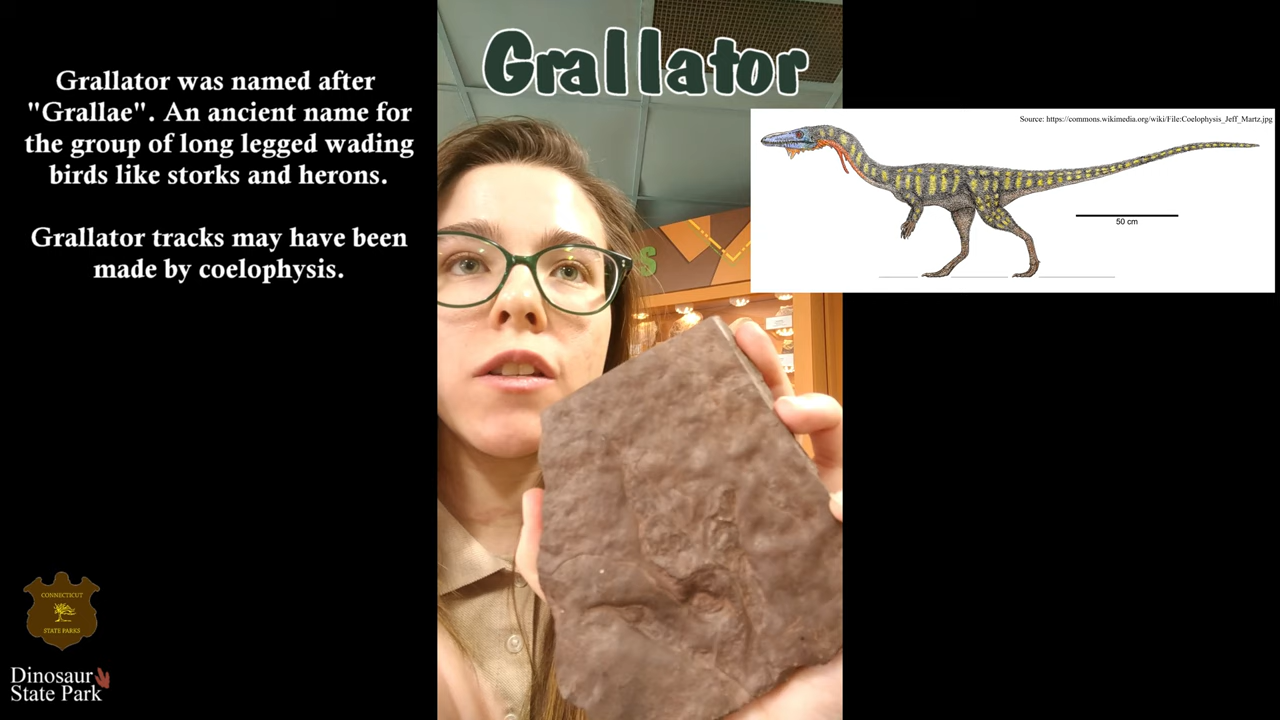 Grallator
Grallator was named after
"Grallae". An ancient name for
the group of long legged wading
birds like storks and herons.
Grallator tracks may have been
made by coelophysis.
Source: https://commons.wikimedia.org/wiki/File:Coelophysis_Jeff_Martz.jpg
50 cm
S
CONNECTICUT
STATE PARKS
Dinosaur
State Park